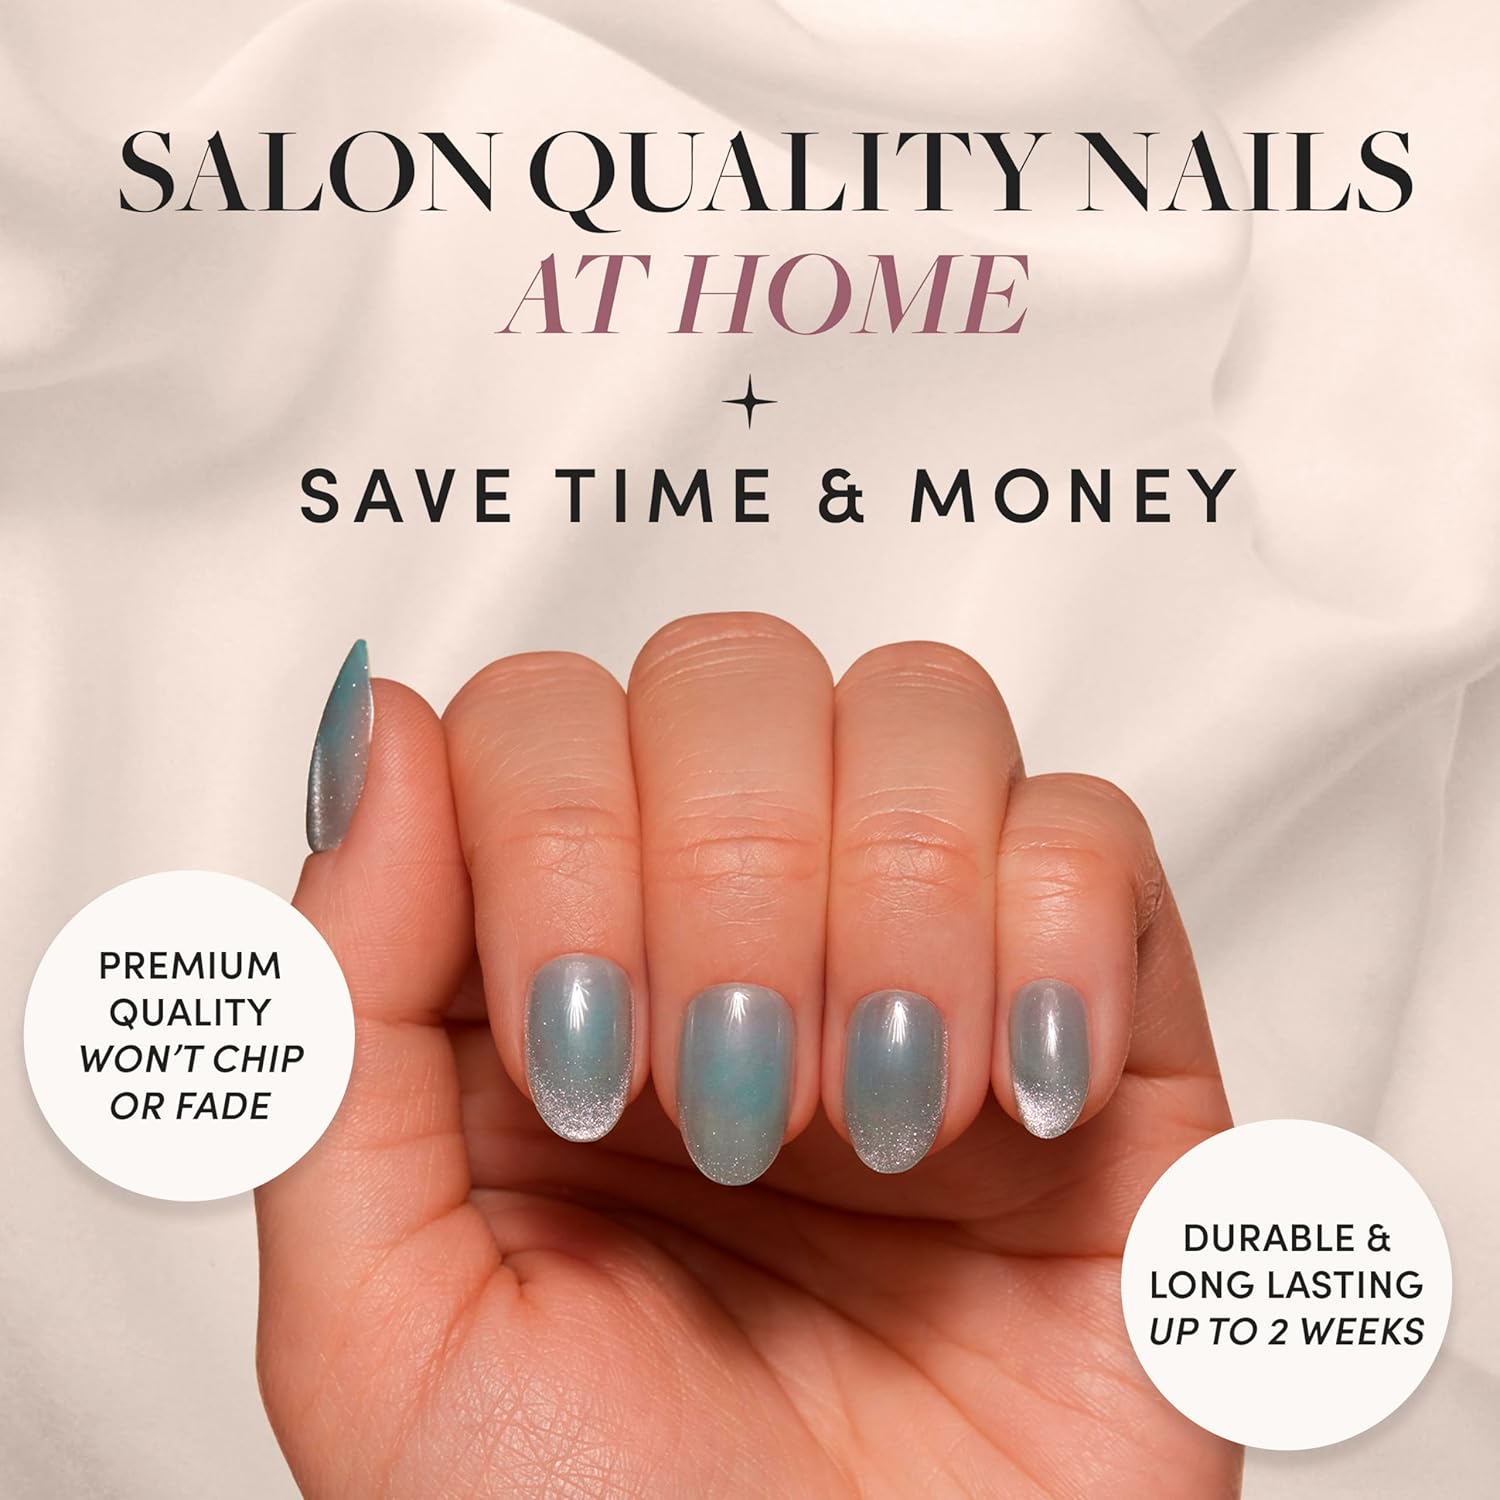 SALON QUALITY NAILS
AT HOME
SAVE TIME & MONEY
PREMIUM
QUALITY
WON'T CHIP
OR FADE
DURABLE &
LONG LASTING
UP TO 2 WEEKS